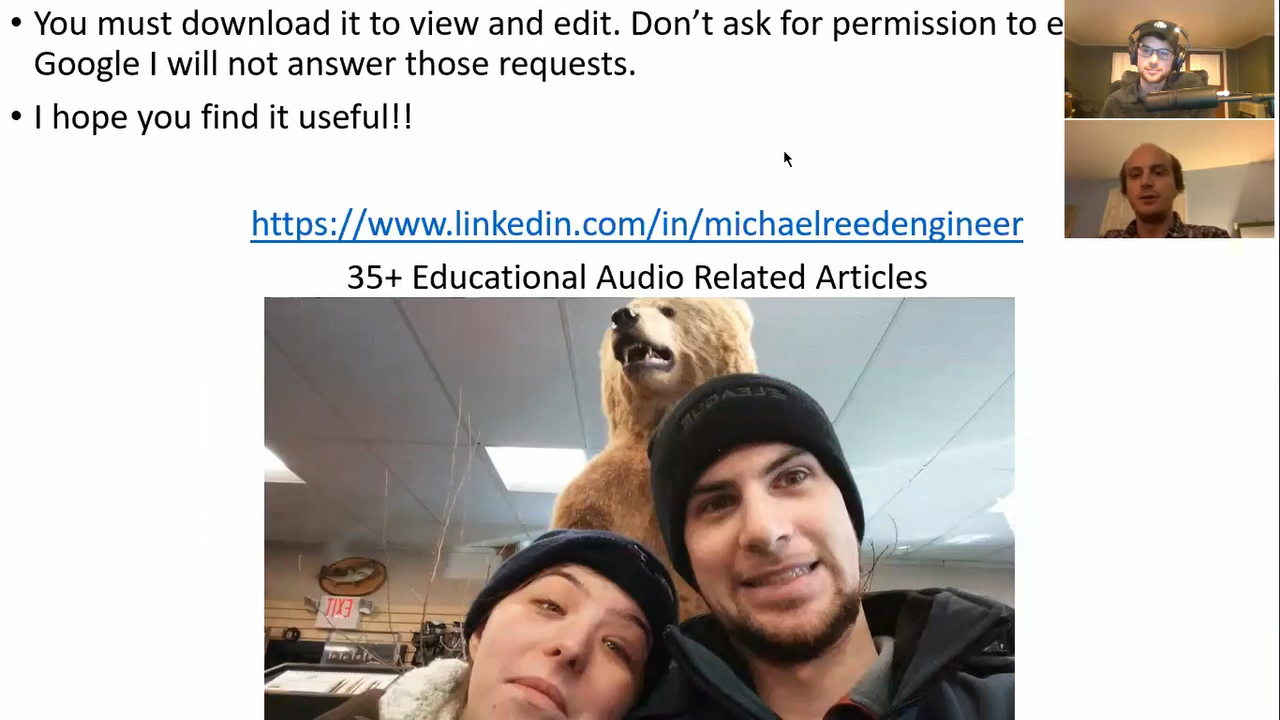 • You must download it to view and edit. Don’t ask for permission to e
Google I will not answer those requests.
• I hope you find it useful!!
https://www.linkedin.com/in/michaelreedengineer
35+ Educational Audio Related Articles
EXIT